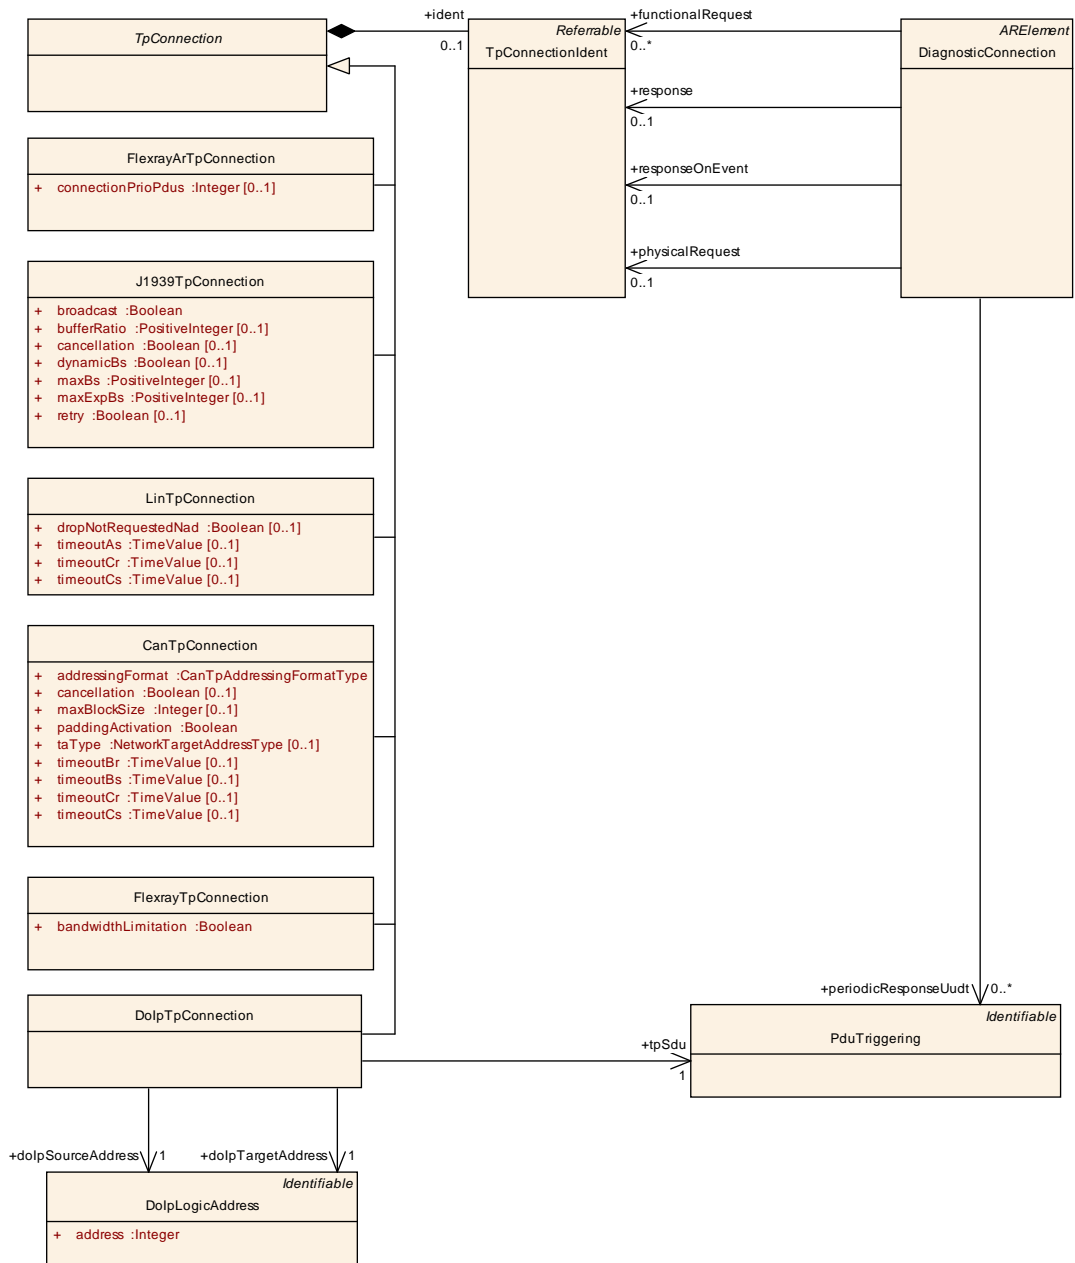 TpConnection
+ident
0..1
Referrable
TpConnectionIdent
+functionalRequest
0..*
+response
0..1
+responseOnEvent
0..1
+physicalRequest
0..1
ARElement
DiagnosticConnection
FlexrayArTpConnection
+ connectionPrioPdus :Integer [0..1]
J1939TpConnection
+ broadcast :Boolean
+ bufferRatio :PositiveInteger [0..1]
+ cancellation :Boolean [0..1]
+ dynamicBs :Boolean [0..1]
+ maxBs :PositiveInteger [0..1]
+ maxExpBs :PositiveInteger [0..1]
+ retry :Boolean [0..1]
LinTpConnection
+ dropNotRequestedNad :Boolean [0..1]
+ timeoutAs :TimeValue [0..1]
+ timeoutCr :TimeValue [0..1]
+ timeoutCs :TimeValue [0..1]
CanTpConnection
+ addressingFormat :CanTpAddressingFormatType
+ cancellation :Boolean [0..1]
+ maxBlockSize :Integer [0..1]
+ paddingActivation :Boolean
+ taType :NetworkTargetAddressType [0..1]
+ timeoutBr :TimeValue [0..1]
+ timeoutBs :TimeValue [0..1]
+ timeoutCr :TimeValue [0..1]
+ timeoutCs :TimeValue [0..1]
FlexrayTpConnection
+ bandwidthLimitation :Boolean
DoIpTpConnection
+periodicResponseUudt
0..*
Identifiable
PduTriggering
+tpSdu
1
+doIpSourceAddress
1
+doIpTargetAddress
1
Identifiable
DoIpLogicAddress
+ address :Integer